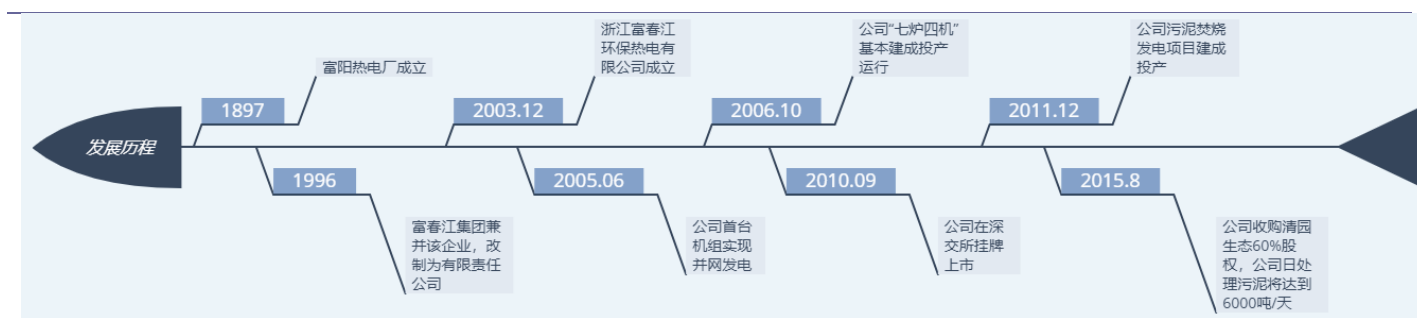 发展历程
1897
富阳热电厂成立
1996
富春江集团兼
并该企业，改
制为有限责任
公司
2003.12
浙江富春江
环保热电有
限公司成立
2005.06
公司首台
机组实现
并网发电
2006.10
公司“七炉四机”
基本建成投产
运行
2010.09
公司在深
交所挂牌
上市
2011.12
公司污泥焚烧
发电项目建成
投产
2015.8
公司收购清园
生态60%股
权，公司日处
理污泥将达到
6000吨/天